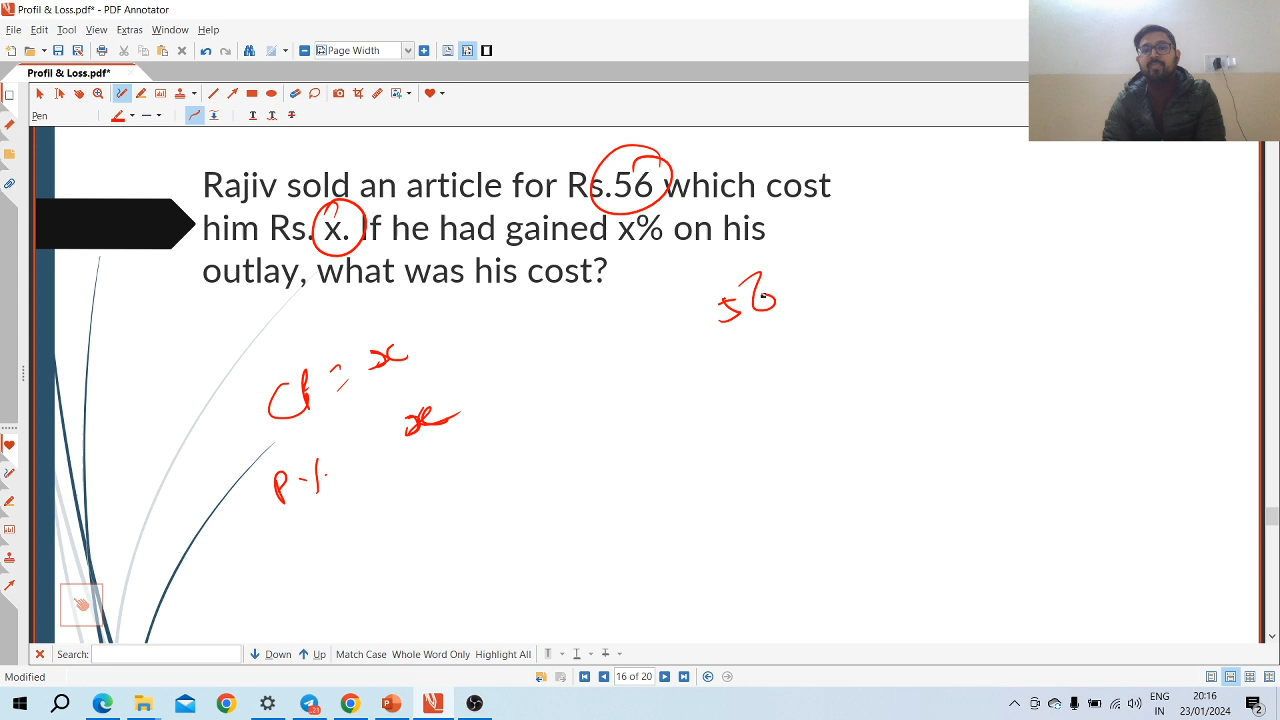 Profil & Loss.pdf* - PDF Annotator
File Edit Tool View Extras Window Help
Page Width
Profil & Loss.pdf*
Pen
Rajiv sold an article for Rs.56 which cost
him Rs. x. If he had gained x% on his
outlay, what was his cost?
56
CP = x
x
P %
Search: Down Up Match Case Whole Word Only Highlight All
Modified 16 of 20
21
ENG 20:16
IN 23/01/2024 2